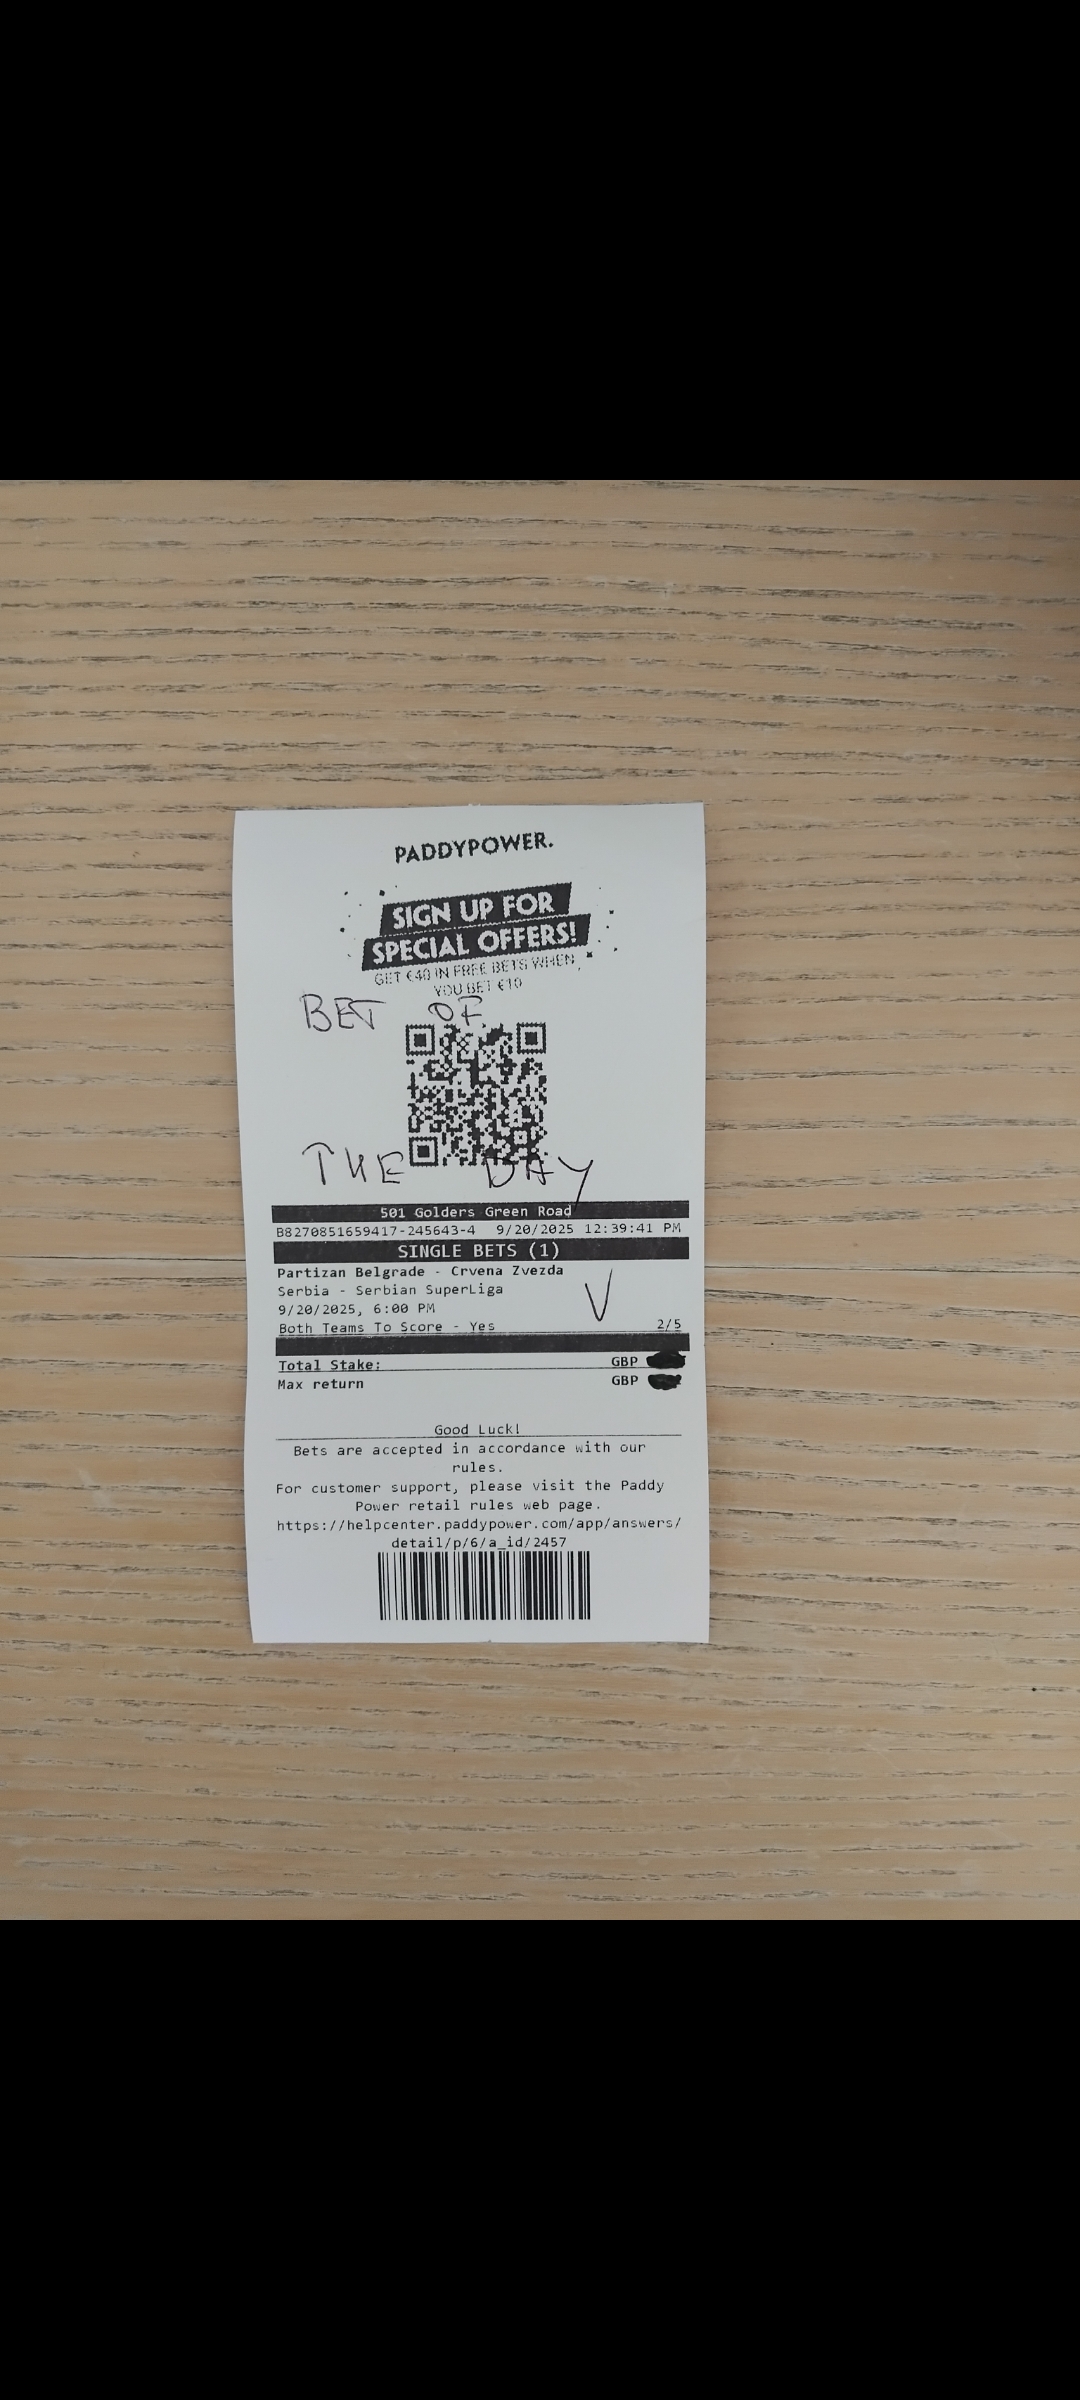 PADDYPOWER.
SIGN UP FOR
SPECIAL OFFERS!
GET €40 IN FREE BETS WHEN
YOU BET €10
BET OF
THE DAY
501 Golders Green Road
B8270851659417-245643-4 9/20/2025 12:39:41 PM
SINGLE BETS (1)
Partizan Belgrade - Crvena Zvezda
Serbia - Serbian SuperLiga
9/20/2025, 6:00 PM
V
Both Teams To Score - Yes 2/5
Total Stake: GBP
Max return GBP
Good Luck!
Bets are accepted in accordance with our
rules.
For customer support, please visit the Paddy
Power retail rules web page.
https://helpcenter.paddypower.com/app/answers/
detail/p/6/a_id/2457